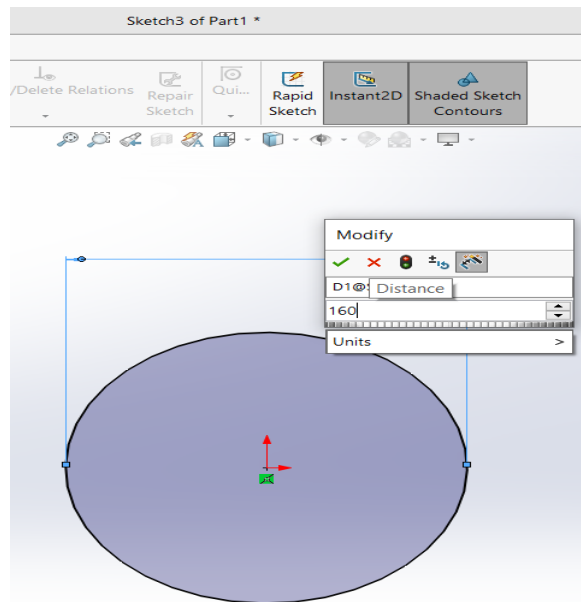 Sketch3 of Part1 *
/Delete Relations
Repair
Sketch
Qui...
Rapid
Sketch
Instant2D
Shaded Sketch
Contours
Modify
D1@
Distance
160
Units >